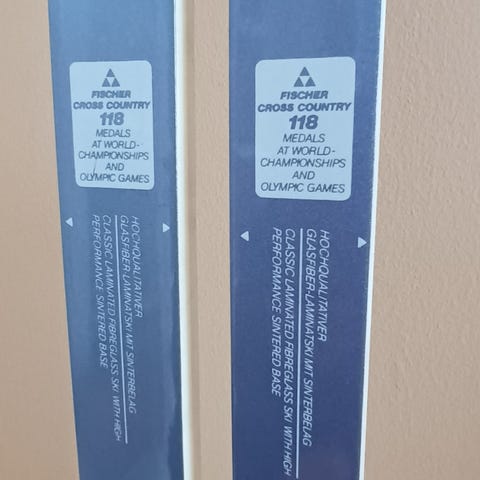 FISCHER
CROSS COUNTRY
118
MEDALS
AT WORLD-
CHAMPIONSHIPS
AND
OLYMPIC GAMES
HOCHQUALITATIVER
GLASFIBER-LAMINATSKI MIT SINTERBELAG
CLASSIC LAMINATED FIBREGLASS SKI WITH HIGH
PERFORMANCE SINTERED BASE
FISCHER
CROSS COUNTRY
118
MEDALS
AT WORLD-
CHAMPIONSHIPS
AND
OLYMPIC GAMES
HOCHQUALITATIVER
GLASFIBER-LAMINATSKI MIT SINTERBELAG
CLASSIC LAMINATED FIBREGLASS SKI WITH HIGH
PERFORMANCE SINTERED BASE